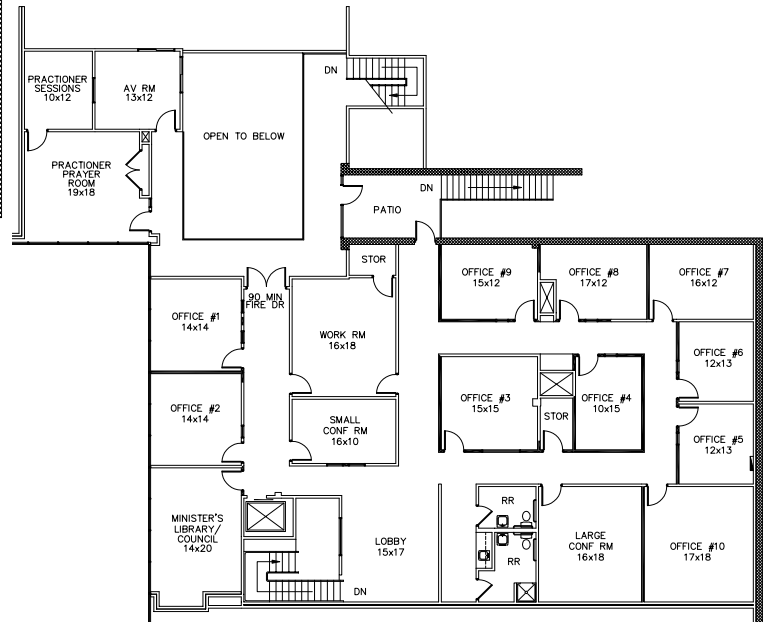 PRACTIONER
SESSIONS
10x12
AV RM
13x12
DN
OPEN TO BELOW
PRACTIONER
PRAYER
ROOM
19x18
DN
PATIO
STOR
OFFICE #9
15x12
OFFICE #8
17x12
OFFICE #7
16x12
90 MIN
FIRE DR
OFFICE #1
14x14
WORK RM
16x18
OFFICE #6
12x13
OFFICE #2
14x14
SMALL
CONF RM
16x10
OFFICE #3
15x15
STOR
OFFICE #4
10x15
OFFICE #5
12x13
MINISTER'S
LIBRARY/
COUNCIL
14x20
LOBBY
15x17
RR
RR
LARGE
CONF RM
16x18
OFFICE #10
17x18
DN